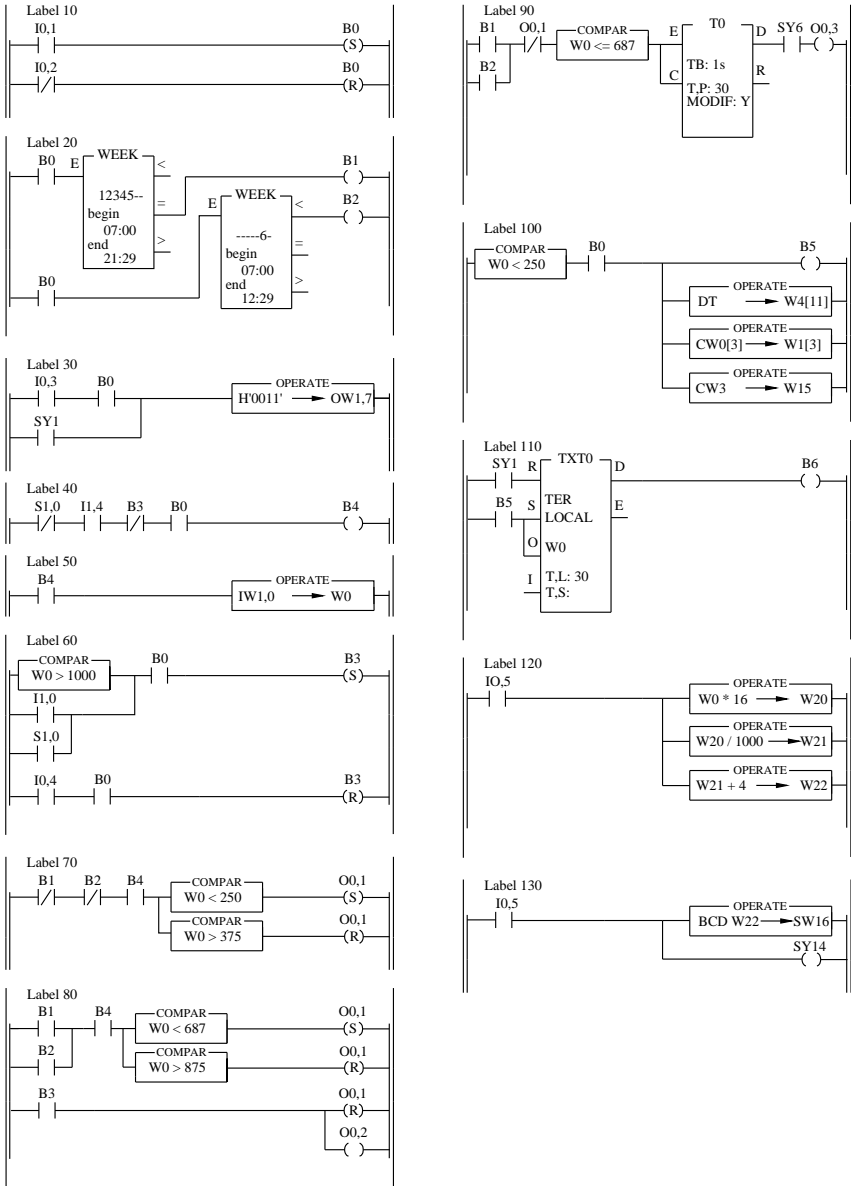 Label 10
I0,1 B0
(S)
I0,2 B0
(R)
Label 20
B0 E WEEK < B1
12345-- =
begin
07:00
end >
21:29
E WEEK < B2
-----6- =
begin
07:00
end >
12:29
B0
Label 30
I0,3 B0 OPERATE
H'0011' OW1,7
SY1
Label 40
S1,0 I1,4 B3 B0 B4
Label 50
B4 OPERATE
IW1,0 W0
Label 60
COMPAR B0 B3
W0 > 1000 (S)
I1,0
S1,0
I0,4 B0 B3
(R)
Label 70
B1 B2 B4 COMPAR O0,1
W0 < 250 (S)
COMPAR O0,1
W0 > 375 (R)
Label 80
B1 B4 COMPAR O0,1
W0 < 687 (S)
B2 COMPAR O0,1
W0 > 875 (R)
B3 O0,1
(R)
O0,2
Label 90
B1 O0,1 COMPAR E T0 D SY6 O0,3
W0 <= 687
B2 TB: 1s R
C T,P: 30
MODIF: Y
Label 100
COMPAR B0 B5
W0 < 250
OPERATE
DT W4[11]
OPERATE
CW0[3] W1[3]
OPERATE
CW3 W15
Label 110
SY1 R TXT0 D B6
B5 S TER E
LOCAL
O W0
I T,L: 30
T,S:
Label 120
IO,5 OPERATE
W0 * 16 W20
OPERATE
W20 / 1000 W21
OPERATE
W21 + 4 W22
Label 130
I0,5 OPERATE
BCD W22 SW16
SY14